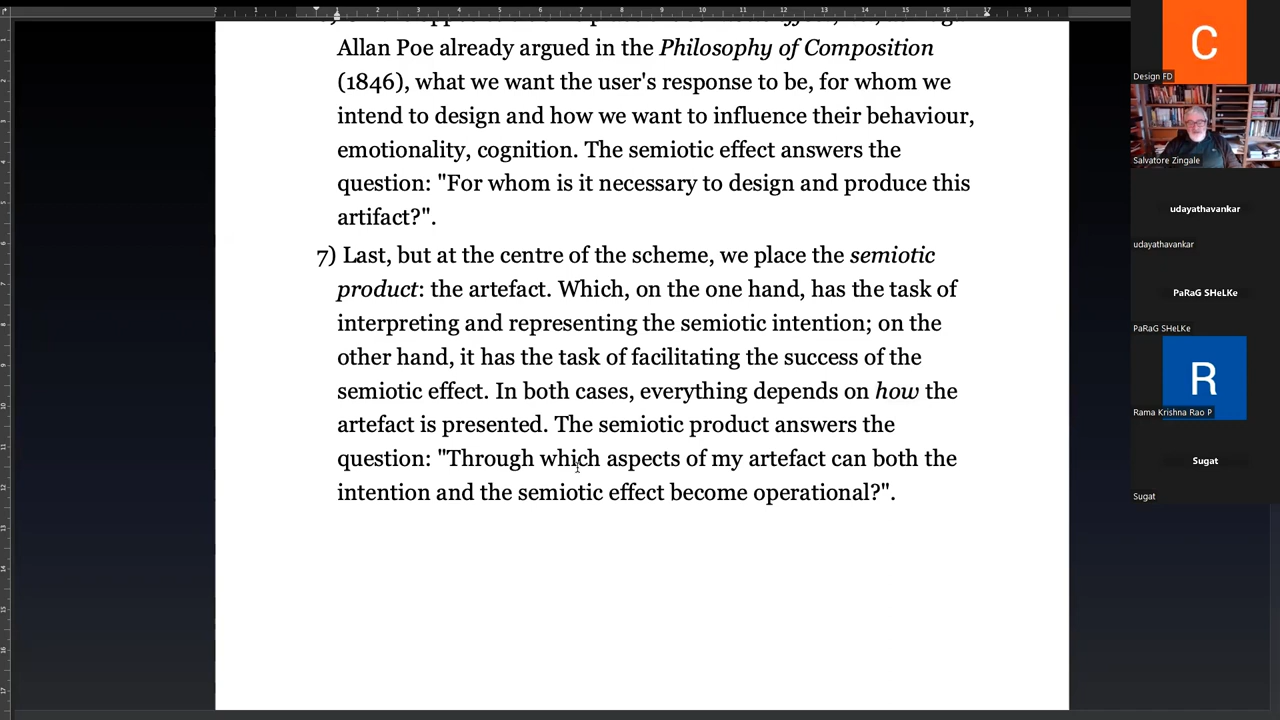 Allan Poe already argued in the Philosophy of Composition
(1846), what we want the user's response to be, for whom we
intend to design and how we want to influence their behaviour,
emotionality, cognition. The semiotic effect answers the
question: "For whom is it necessary to design and produce this
artifact?".
7) Last, but at the centre of the scheme, we place the semiotic
product: the artefact. Which, on the one hand, has the task of
interpreting and representing the semiotic intention; on the
other hand, it has the task of facilitating the success of the
semiotic effect. In both cases, everything depends on how the
artefact is presented. The semiotic product answers the
question: "Through which aspects of my artefact can both the
intention and the semiotic effect become operational?".
C
Design FD
Salvatore Zingale
udayathavankar
udayathavankar
PaRaG SHeLKe
PaRaG SHeLKe
R
Rama Krishna Rao P
Sugat
Sugat